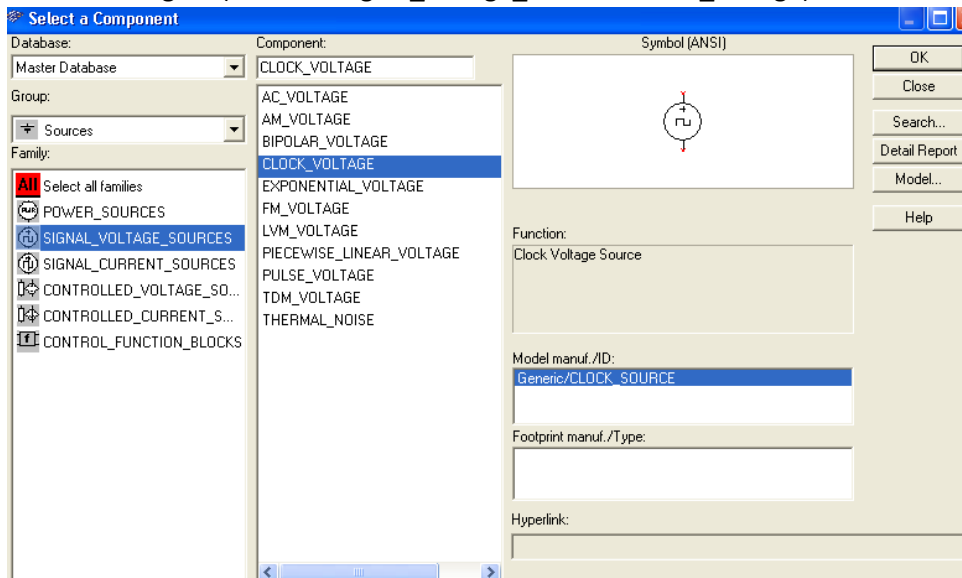 Select a Component
Database:
Master Database
Group:
Sources
Family:
All Select all families
POWER_SOURCES
SIGNAL_VOLTAGE_SOURCES
SIGNAL_CURRENT_SOURCES
CONTROLLED_VOLTAGE_SO...
CONTROLLED_CURRENT_S...
CONTROL_FUNCTION_BLOCKS
Component:
CLOCK_VOLTAGE
AC_VOLTAGE
AM_VOLTAGE
BIPOLAR_VOLTAGE
CLOCK_VOLTAGE
EXPONENTIAL_VOLTAGE
FM_VOLTAGE
LVM_VOLTAGE
PIECEWISE_LINEAR_VOLTAGE
PULSE_VOLTAGE
TDM_VOLTAGE
THERMAL_NOISE
Symbol (ANSI)
Function:
Clock Voltage Source
Model manuf./ID:
Generic/CLOCK_SOURCE
Footprint manuf./Type:
Hyperlink:
OK
Close
Search...
Detail Report
Model...
Help